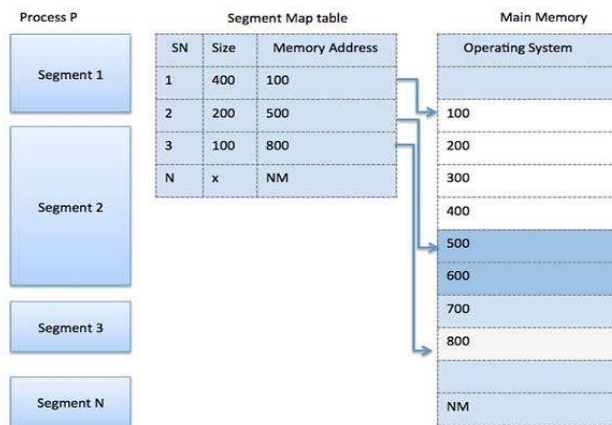 Process P
Segment 1
Segment 2
Segment 3
Segment N
Segment Map table
SN Size Memory Address
1 400 100
2 200 500
3 100 800
N x NM
Main Memory
Operating System
100
200
300
400
500
600
700
800
NM